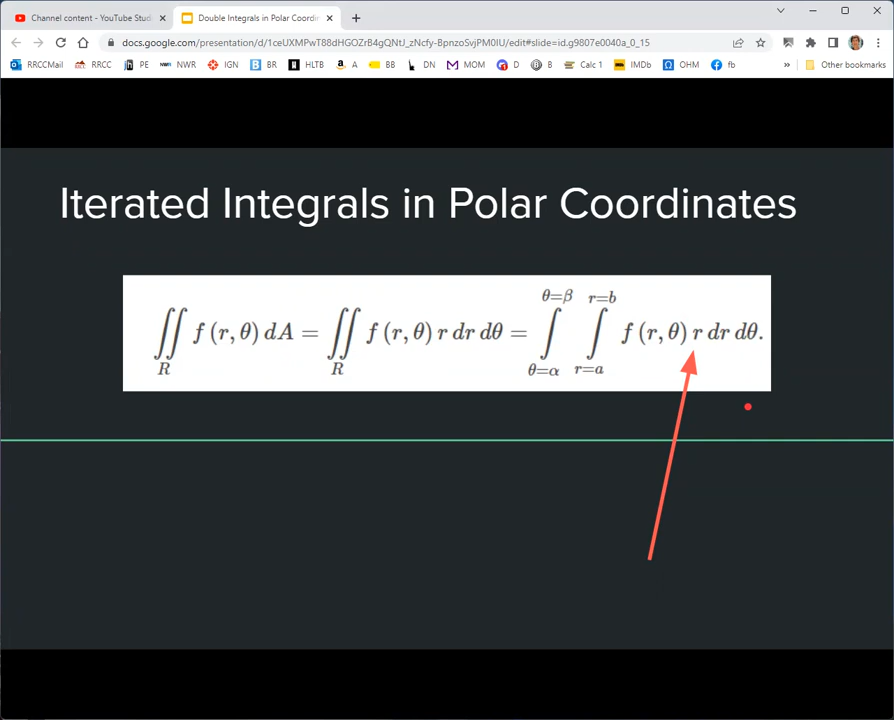 Channel content - YouTube Stud
Double Integrals in Polar Coordin
docs.google.com/presentation/d/1ceUXMPwT88dHGOZrB4gQNtJ_zNcfy-BpnzoSvjPM0IU/edit#slide=id.g9807e0040a_0_15
RRCCMail RRCC PE NWR IGN BR HLTB A BB DN MOM D B Calc 1 IMDb OHM fb » Other bookmarks
Iterated Integrals in Polar Coordinates
∬_R f (r, θ) dA = ∬_R f (r, θ) r dr dθ = ∫_{θ=α}^{θ=β} ∫_{r=a}^{r=b} f (r, θ) r dr dθ.